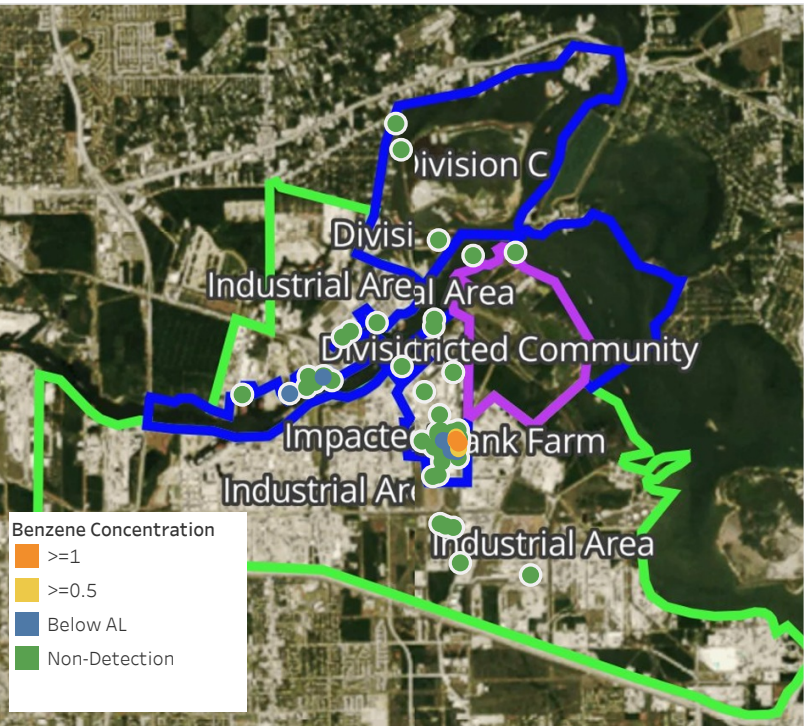 Division C
Divisi
Industrial Are
al Area
Divisi
tricted Community
Impacte
ank Farm
Industrial Are
Industrial Area
Benzene Concentration
>=1
>=0.5
Below AL
Non-Detection